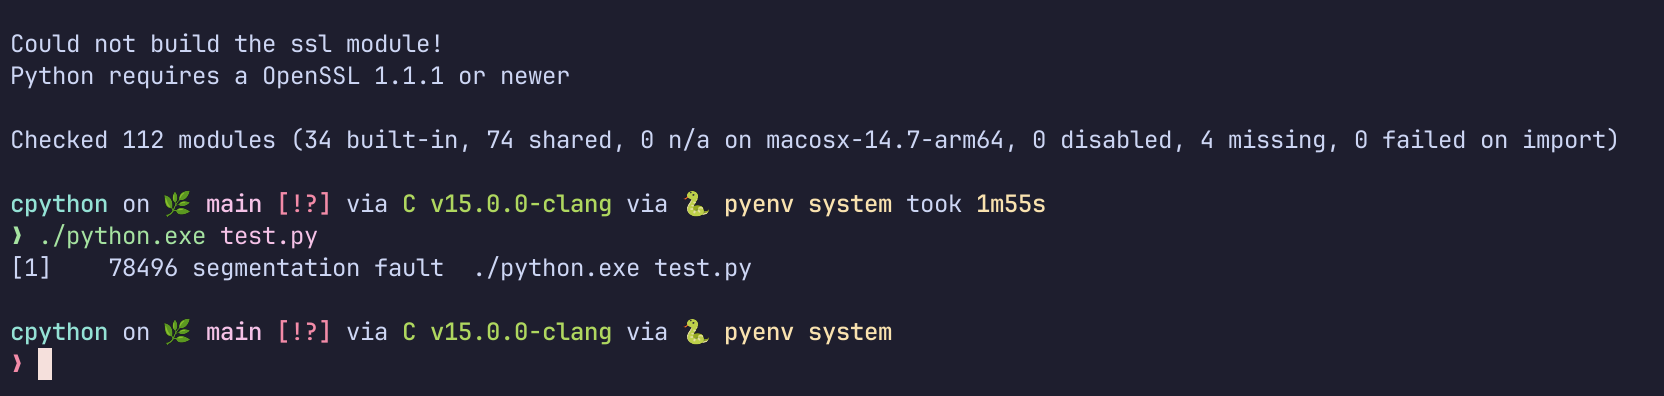 Could not build the ssl module!
Python requires a OpenSSL 1.1.1 or newer
Checked 112 modules (34 built-in, 74 shared, 0 n/a on macosx-14.7-arm64, 0 disabled, 4 missing, 0 failed on import)
cpython on 🌿 main [!?] via C v15.0.0-clang via 🐍 pyenv system took 1m55s
❯ ./python.exe test.py
[1]    78496 segmentation fault  ./python.exe test.py
cpython on 🌿 main [!?] via C v15.0.0-clang via 🐍 pyenv system
❯